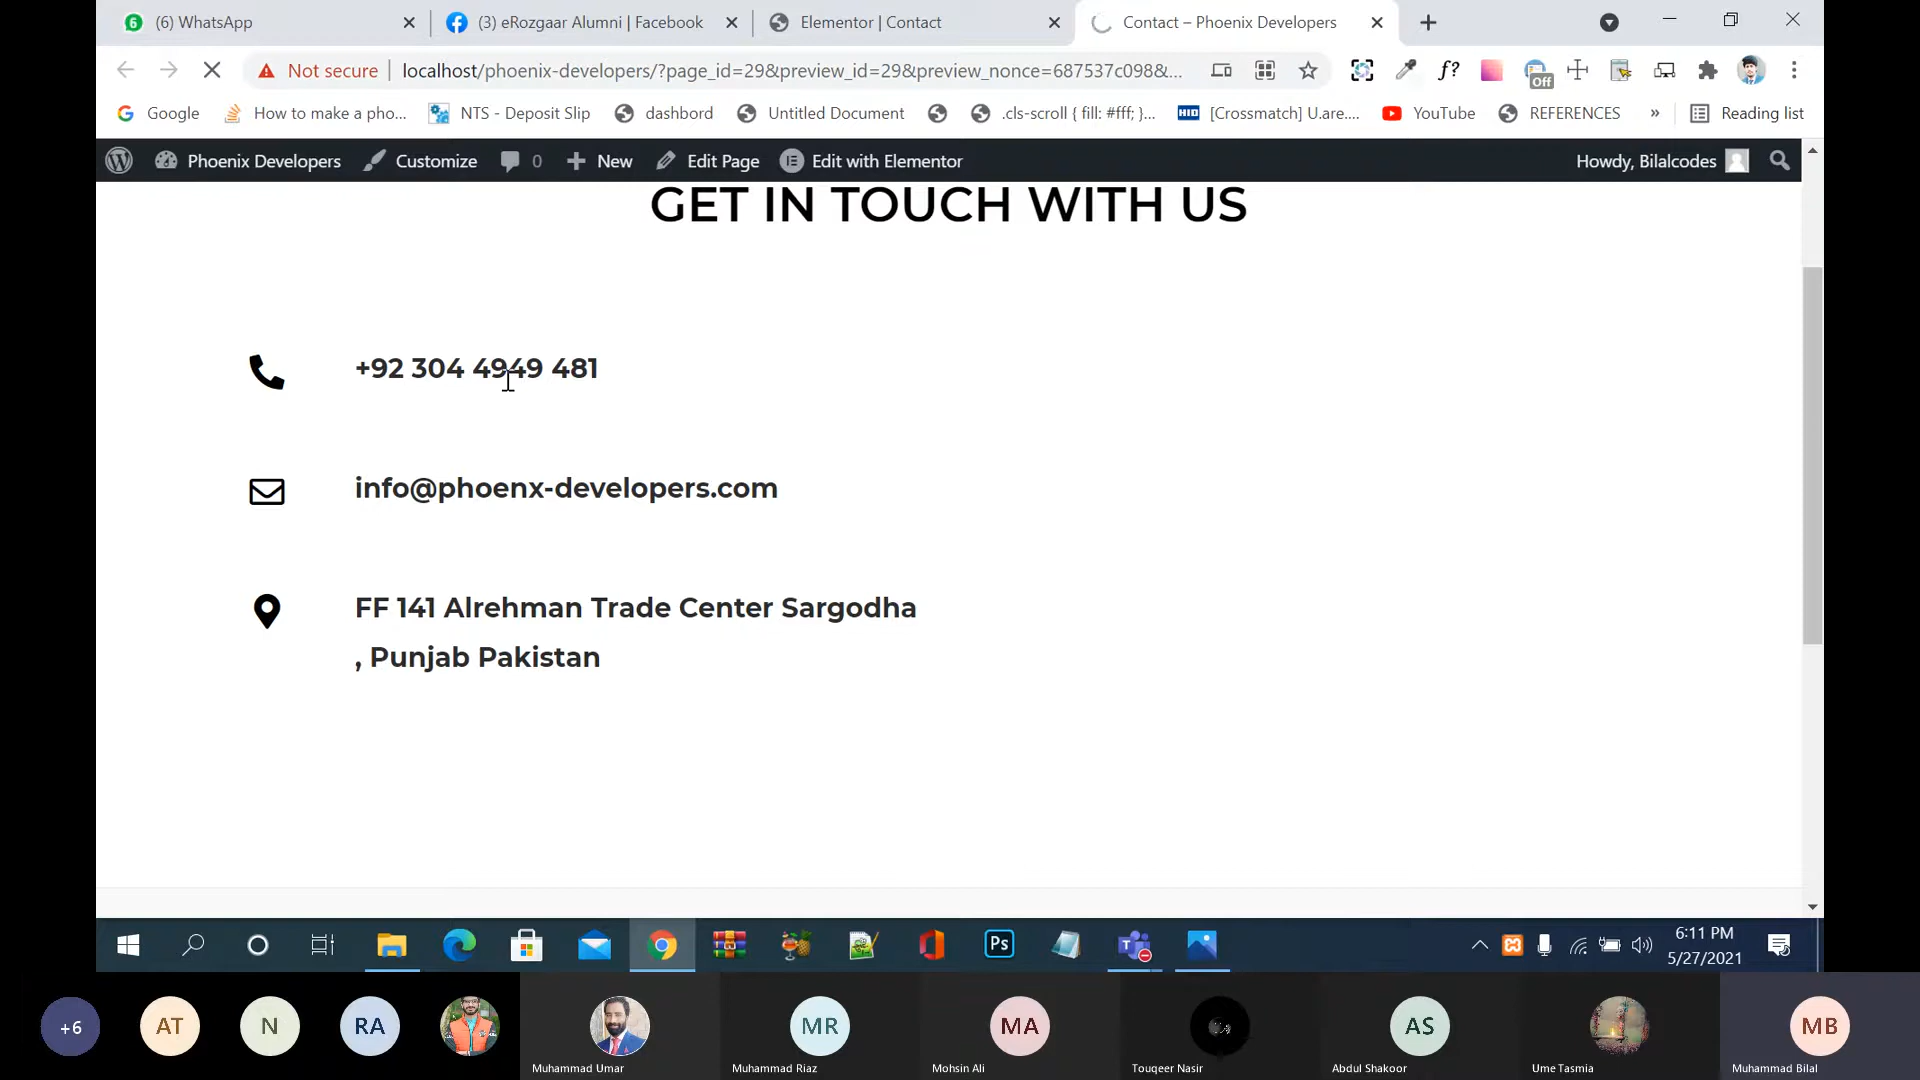 (6) WhatsApp
(3) eRozgaar Alumni | Facebook
Elementor | Contact
Contact – Phoenix Developers
Not secure
localhost/phoenix-developers/?page_id=29&preview_id=29&preview_nonce=687537c098&...
f?
Off
Google
How to make a pho...
NTS - Deposit Slip
dashbord
Untitled Document
.cls-scroll { fill: #fff; }...
HID
[Crossmatch] U.are....
YouTube
REFERENCES
»
Reading list
Phoenix Developers
Customize
0
New
Edit Page
Edit with Elementor
Howdy, Bilalcodes
GET IN TOUCH WITH US
+92 304 4949 481
info@phoenx-developers.com
FF 141 Alrehman Trade Center Sargodha
, Punjab Pakistan
Ps
6:11 PM
5/27/2021
+6
AT
N
RA
MR
MA
AS
MB
Muhammad Umar
Muhammad Riaz
Mohsin Ali
Touqeer Nasir
Abdul Shakoor
Ume Tasmia
Muhammad Bilal